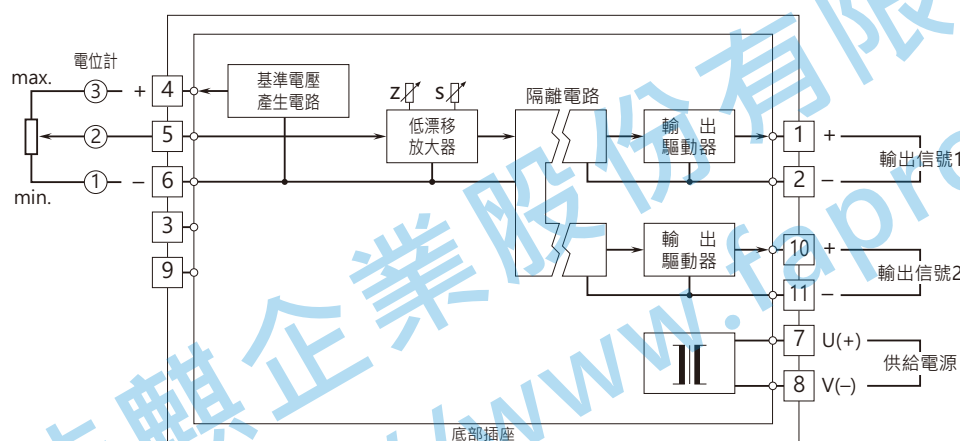 電位計
max.
3
+
4
2
5
1
–
6
min.
3
9
基準電壓
產生電路
Z
S
低漂移
放大器
隔離電路
輸 出
驅動器
1
+
輸出信號1
2
–
輸 出
驅動器
10
+
輸出信號2
11
–
7
U(+)
供給電源
8
V(–)
底部插座
麒企業股份有限
www.fapro